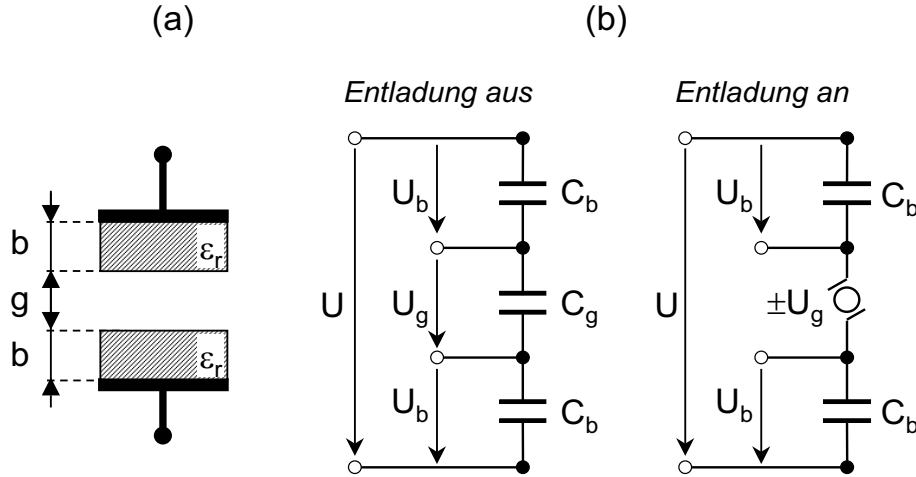 (a)
(b)
Entladung aus
Entladung an
b
εr
g
b
εr
U
Ub
Cb
Ug
Cg
Ub
Cb
U
Ub
Cb
±Ug
Ub
Cb